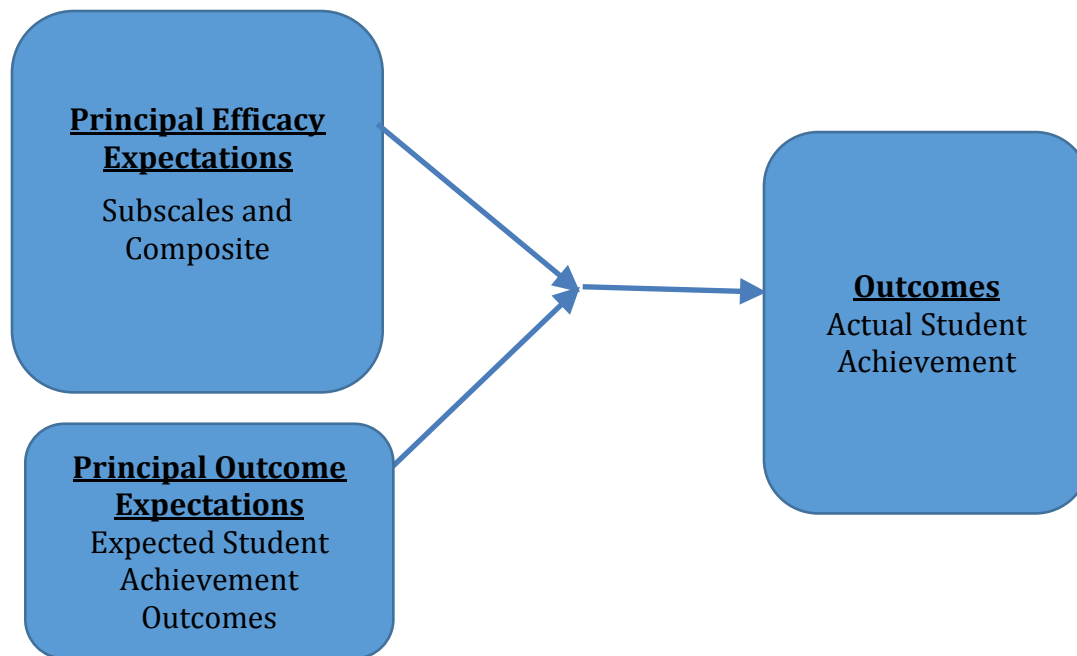 Principal Efficacy
Expectations
Subscales and
Composite
Principal Outcome
Expectations
Expected Student
Achievement
Outcomes
Outcomes
Actual Student
Achievement